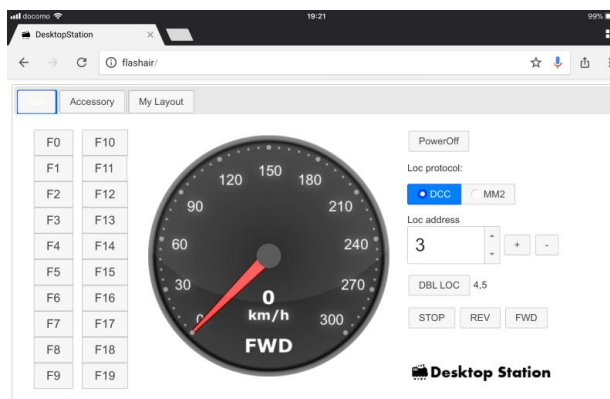 docomo 19:21 99%
DesktopStation ×
flashair/
Accessory My Layout
F0 F10
F1 F11
F2 F12
F3 F13
F4 F14
F5 F15
F6 F16
F7 F17
F8 F18
F9 F19
0 30 60 90 120 150 180 210 240 270 300
0
km/h
FWD
PowerOff
Loc protocol:
DCC MM2
Loc address
3 + -
DBL LOC 4,5
STOP REV FWD
Desktop Station